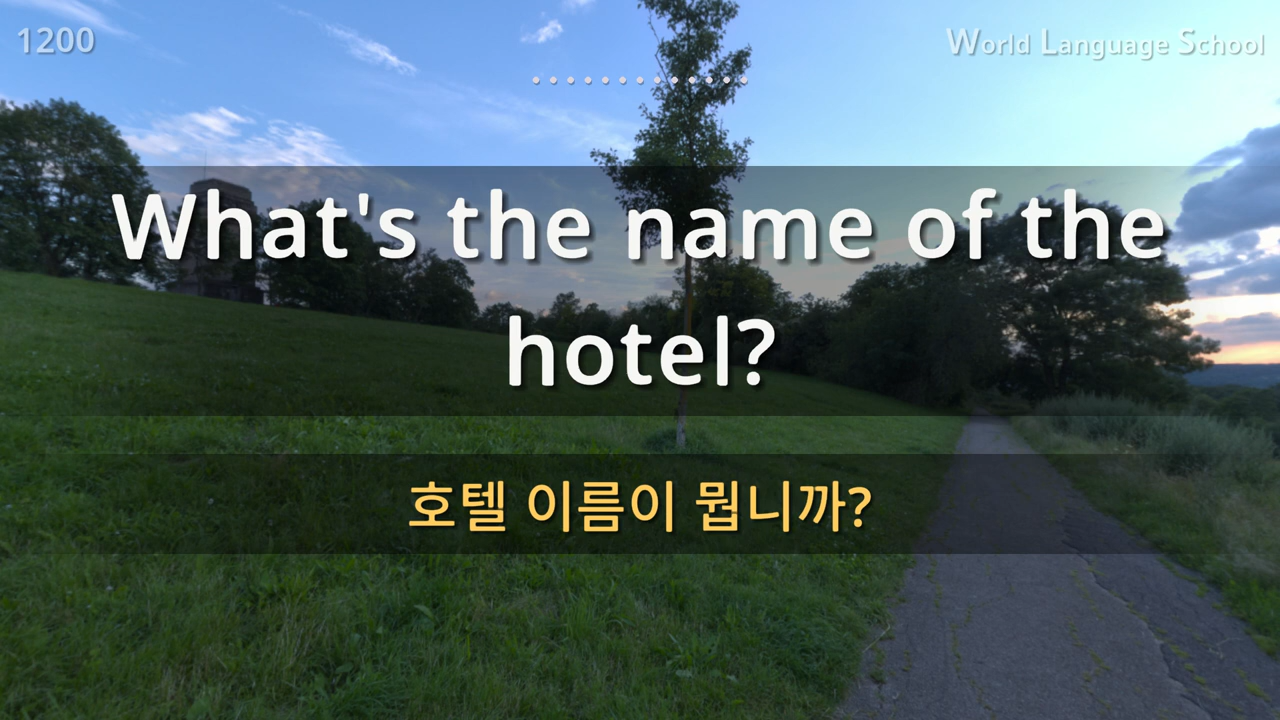 1200
World Language School
What's the name of the
hotel?
호텔 이름이 뭡니까?